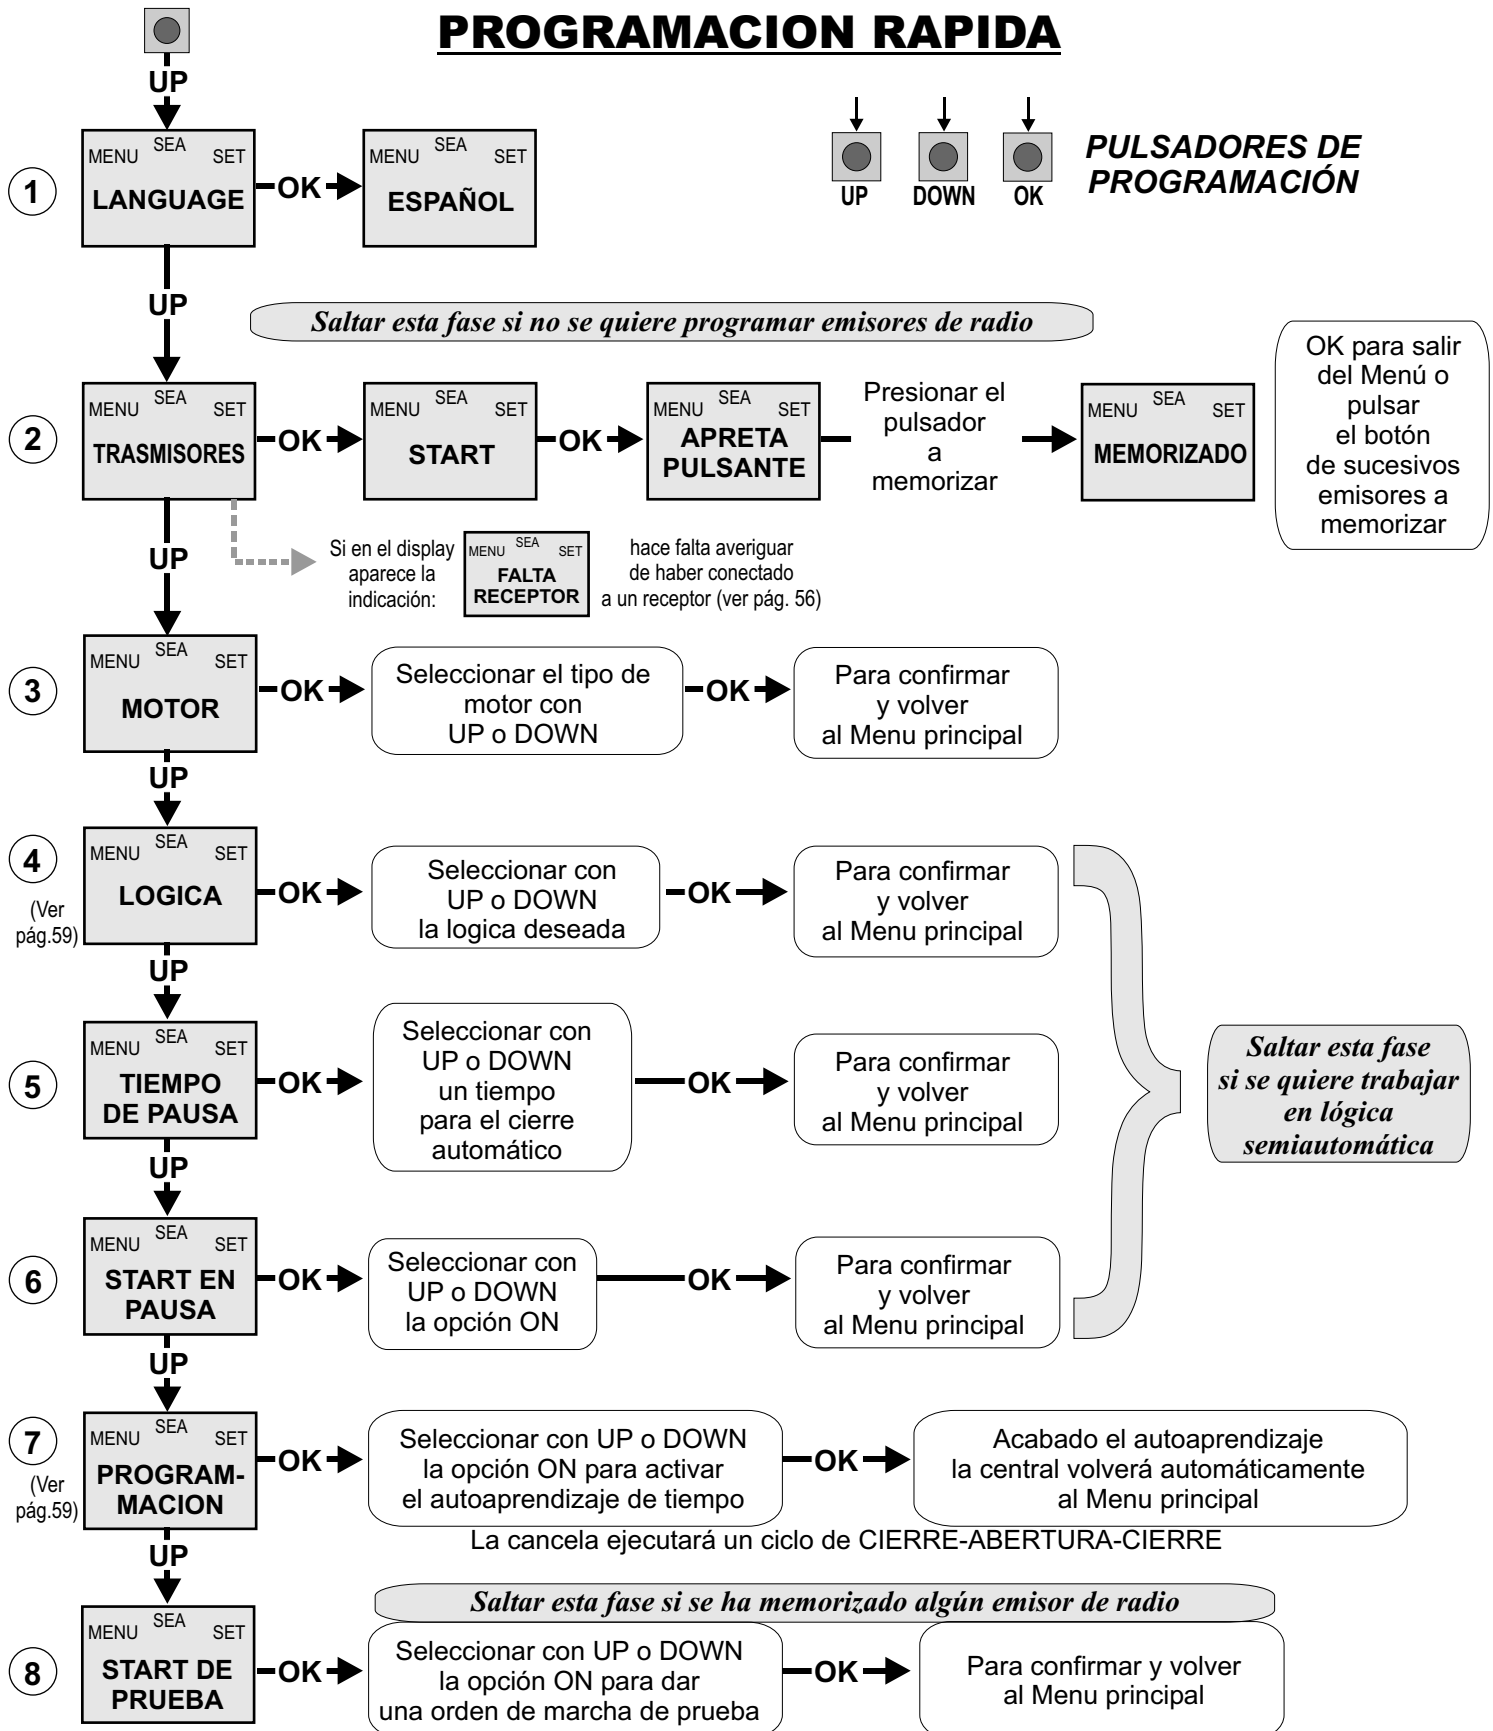 PROGRAMACION RAPIDA
UP
UP
DOWN
OK
PULSADORES DE
PROGRAMACIÓN
1
MENU SEA SET
LANGUAGE
OK
MENU SEA SET
ESPAÑOL
UP
Saltar esta fase si no se quiere programar emisores de radio
2
MENU SEA SET
TRASMISORES
OK
MENU SEA SET
START
OK
MENU SEA SET
APRETA
PULSANTE
Presionar el
pulsador
a
memorizar
MENU SEA SET
MEMORIZADO
OK para salir
del Menú o
pulsar
el botón
de sucesivos
emisores a
memorizar
UP
Si en el display
aparece la
indicación:
MENU SEA SET
FALTA
RECEPTOR
hace falta averiguar
de haber conectado
a un receptor (ver pág. 56)
3
MENU SEA SET
MOTOR
OK
Seleccionar el tipo de
motor con
UP o DOWN
OK
Para confirmar
y volver
al Menu principal
UP
4
(Ver
pág.59)
MENU SEA SET
LOGICA
OK
Seleccionar con
UP o DOWN
la logica deseada
OK
Para confirmar
y volver
al Menu principal
UP
5
MENU SEA SET
TIEMPO
DE PAUSA
OK
Seleccionar con
UP o DOWN
un tiempo
para el cierre
automático
OK
Para confirmar
y volver
al Menu principal
Saltar esta fase
si se quiere trabajar
en lógica
semiautomática
UP
6
MENU SEA SET
START EN
PAUSA
OK
Seleccionar con
UP o DOWN
la opción ON
OK
Para confirmar
y volver
al Menu principal
UP
7
(Ver
pág.59)
MENU SEA SET
PROGRAM-
MACION
OK
Seleccionar con UP o DOWN
la opción ON para activar
el autoaprendizaje de tiempo
OK
Acabado el autoaprendizaje
la central volverá automáticamente
al Menu principal
La cancela ejecutará un ciclo de CIERRE-ABERTURA-CIERRE
UP
Saltar esta fase si se ha memorizado algún emisor de radio
8
MENU SEA SET
START DE
PRUEBA
OK
Seleccionar con UP o DOWN
la opción ON para dar
una orden de marcha de prueba
OK
Para confirmar y volver
al Menu principal